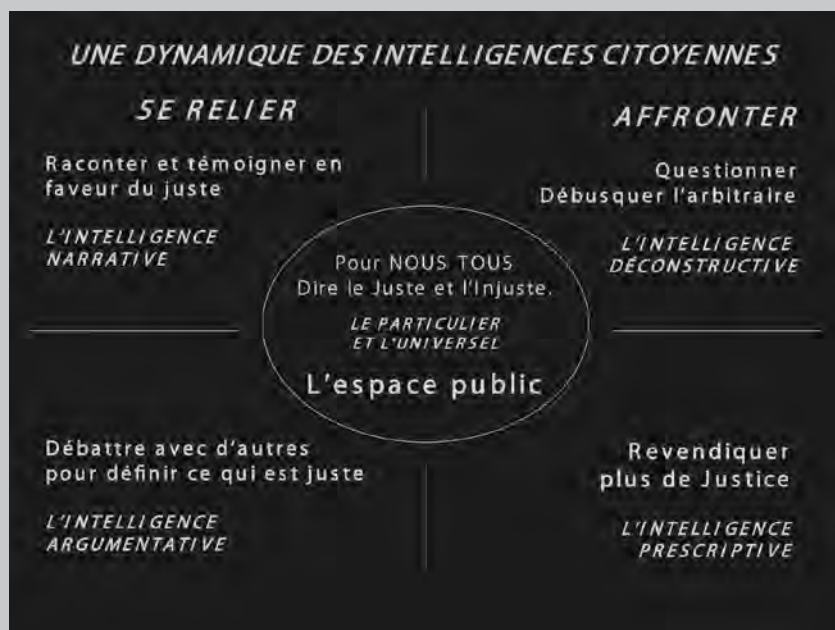 UNE DYNAMIQUE DES INTELLIGENCES CITOYENNES
SE RELIER
Raconter et témoigner en
faveur du juste
L'INTELLIGENCE
NARRATIVE
AFFRONTER
Questionner
Débusquer l'arbitraire
L'INTELLIGENCE
DÉCONSTRUCTIVE
Pour NOUS TOUS
Dire le Juste et l'Injuste.
LE PARTICULIER
ET L'UNIVERSEL
L'espace public
Débattre avec d'autres
pour définir ce qui est juste
L'INTELLIGENCE
ARGUMENTATIVE
Revendiquer
plus de Justice
L'INTELLIGENCE
PRESCRIPTIVE